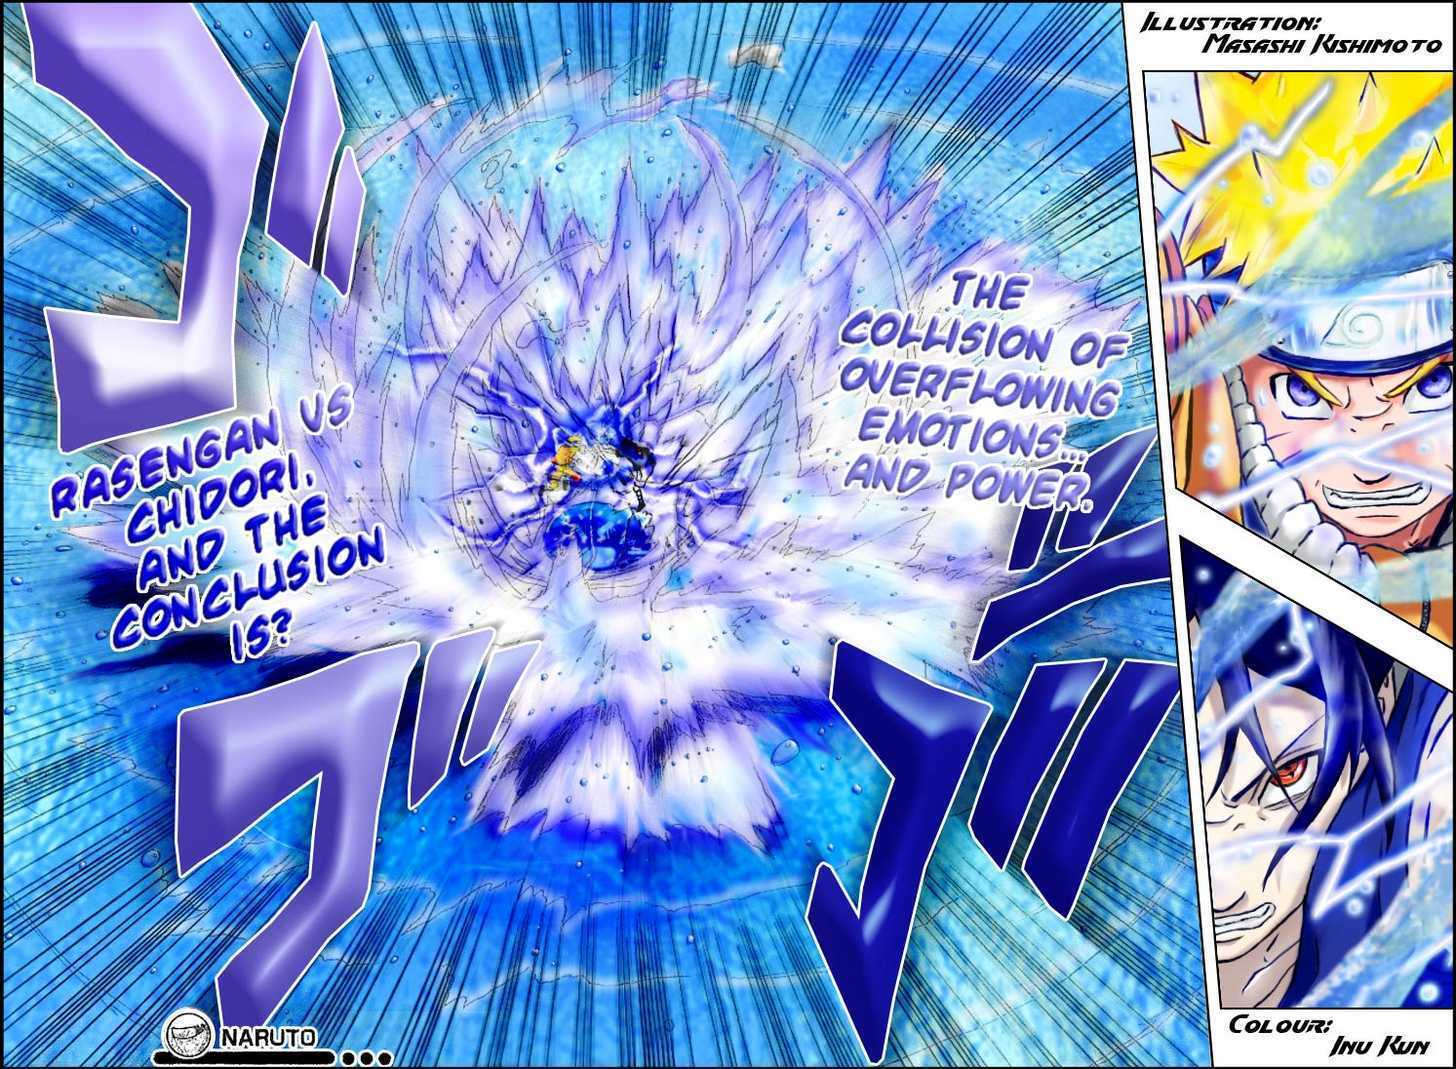 ILLUSTRATION:
MASASHI KISHIMOTO
THE
COLLISION OF
OVERFLOWING
EMOTIONS...
AND POWER.
RASENGAN VS
CHIDORI,
AND THE
CONCLUSION
IS?
NARUTO
COLOUR:
INU KUN